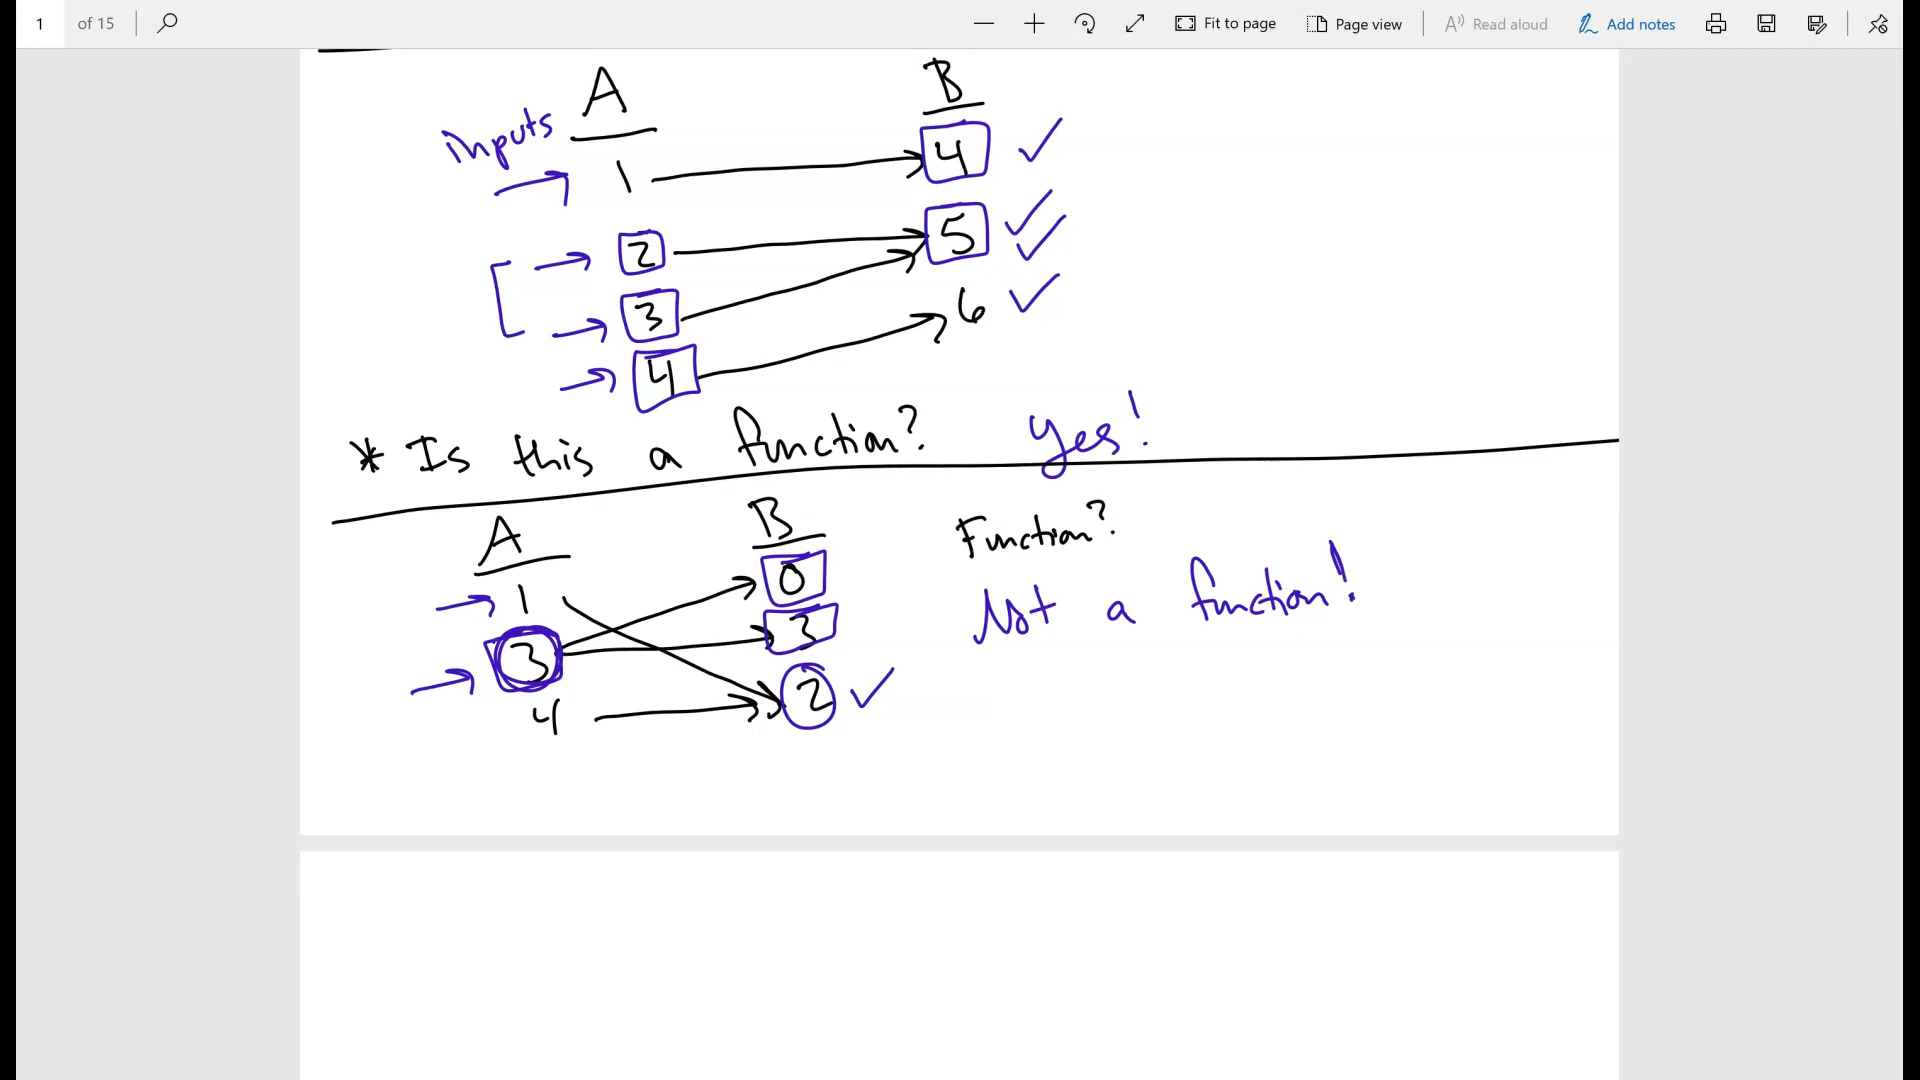 1 of 15 Fit to page Page view Read aloud Add notes
A B
inputs
1 4
2 5
3 6
4
* Is this a function? Yes!
A B Function?
1 0 Not a function!
3 3
4 2